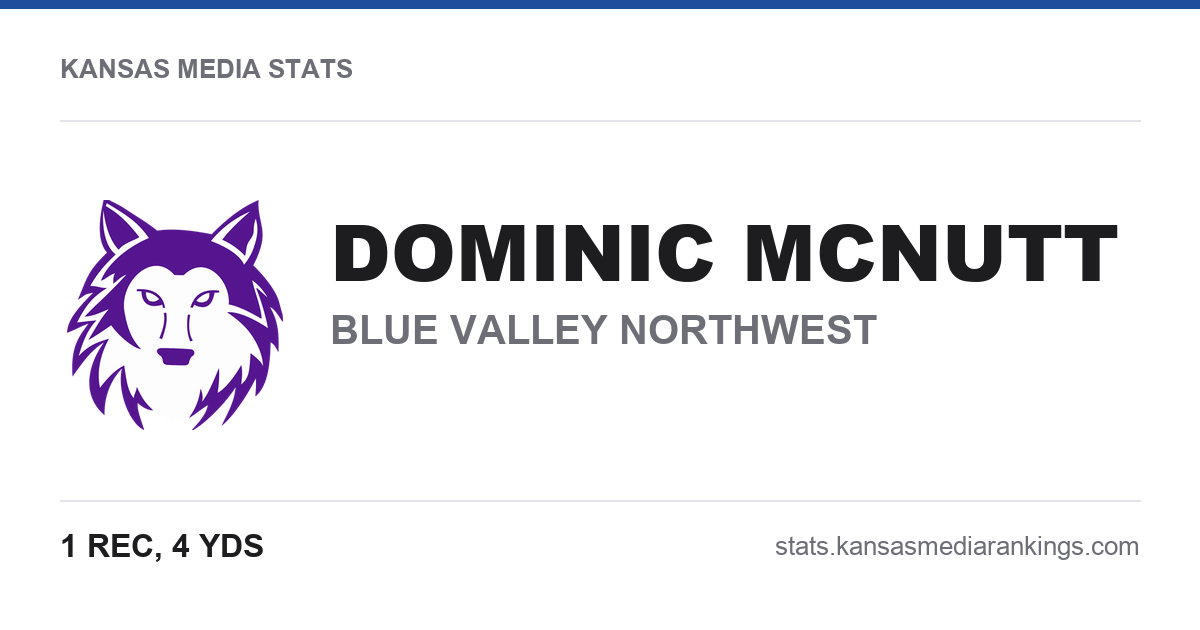 KANSAS MEDIA STATS
DOMINIC MCNUTT
BLUE VALLEY NORTHWEST
1 REC, 4 YDS
stats.kansasmediarankings.com